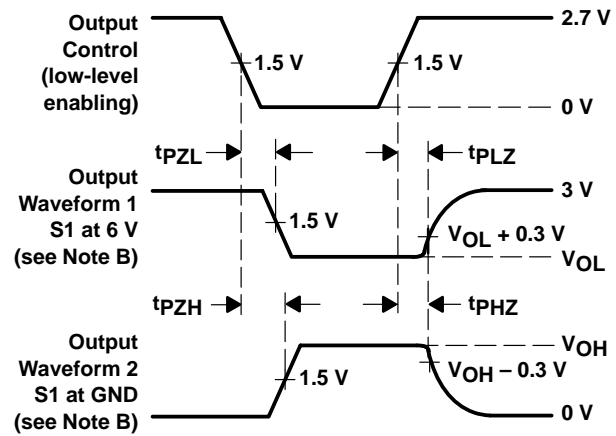 Output
Control
(low-level
enabling)
2.7 V
1.5 V
1.5 V
0 V
tPZL
tPLZ
Output
Waveform 1
S1 at 6 V
(see Note B)
3 V
1.5 V
VOL + 0.3 V
VOL
tPZH
tPHZ
Output
Waveform 2
S1 at GND
(see Note B)
VOH
1.5 V
VOH – 0.3 V
0 V